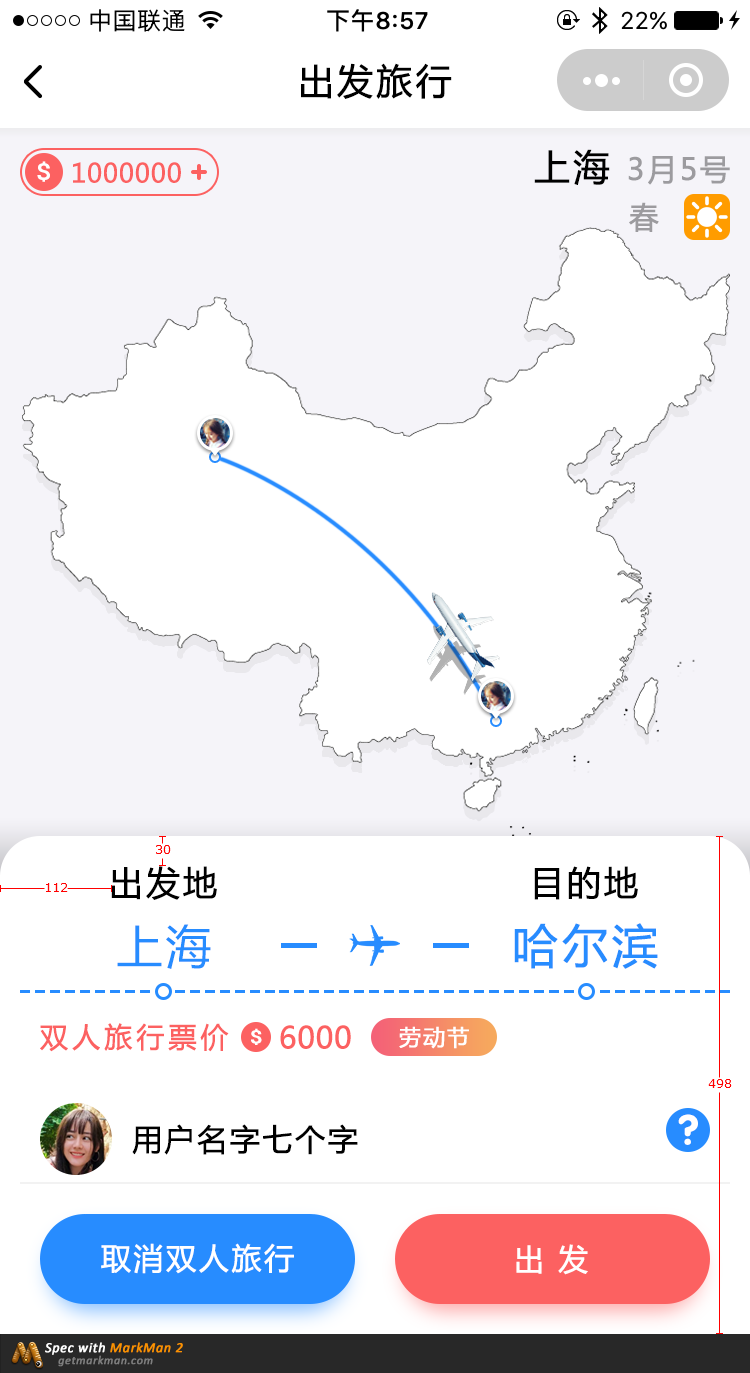 中国联通 下午8:57 22%
出发旅行
$ 1000000 +
上海 3月5号
春
30
112
出发地 目的地
上海 哈尔滨
双人旅行票价 $ 6000 劳动节
498
用户名字七个字 ?
取消双人旅行 出 发
Spec with MarkMan 2
getmarkman.com